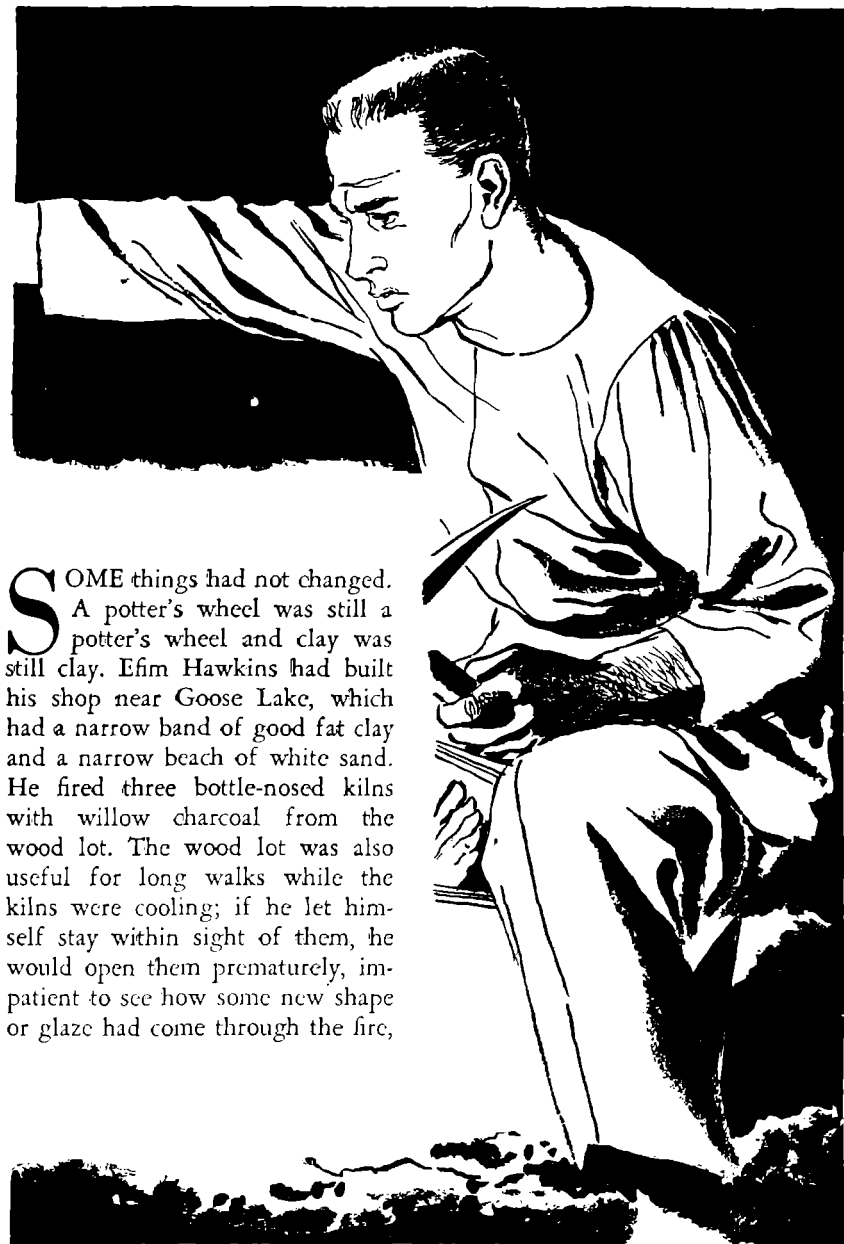 SOME things had not changed.
A potter's wheel was still a
potter's wheel and clay was
still clay. Efim Hawkins had built
his shop near Goose Lake, which
had a narrow band of good fat clay
and a narrow beach of white sand.
He fired three bottle-nosed kilns
with willow charcoal from the
wood lot. The wood lot was also
useful for long walks while the
kilns were cooling; if he let him-
self stay within sight of them, he
would open them prematurely, im-
patient to see how some new shape
or glaze had come through the fire,